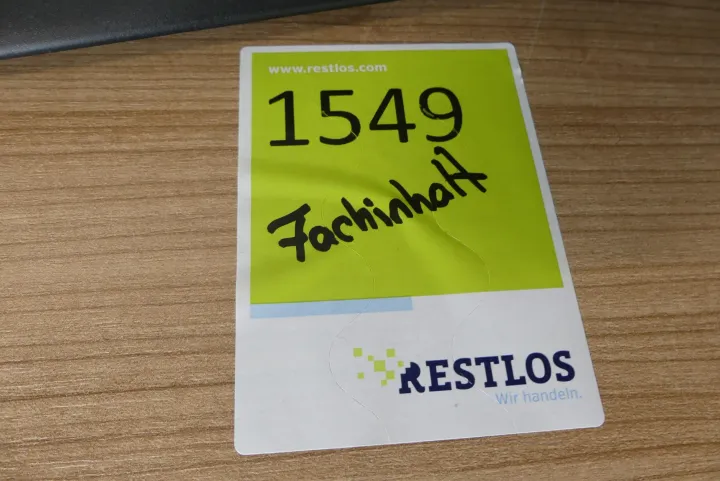 www.restlos.com
1549
Fachinhalt
RESTLOS
Wir handeln.